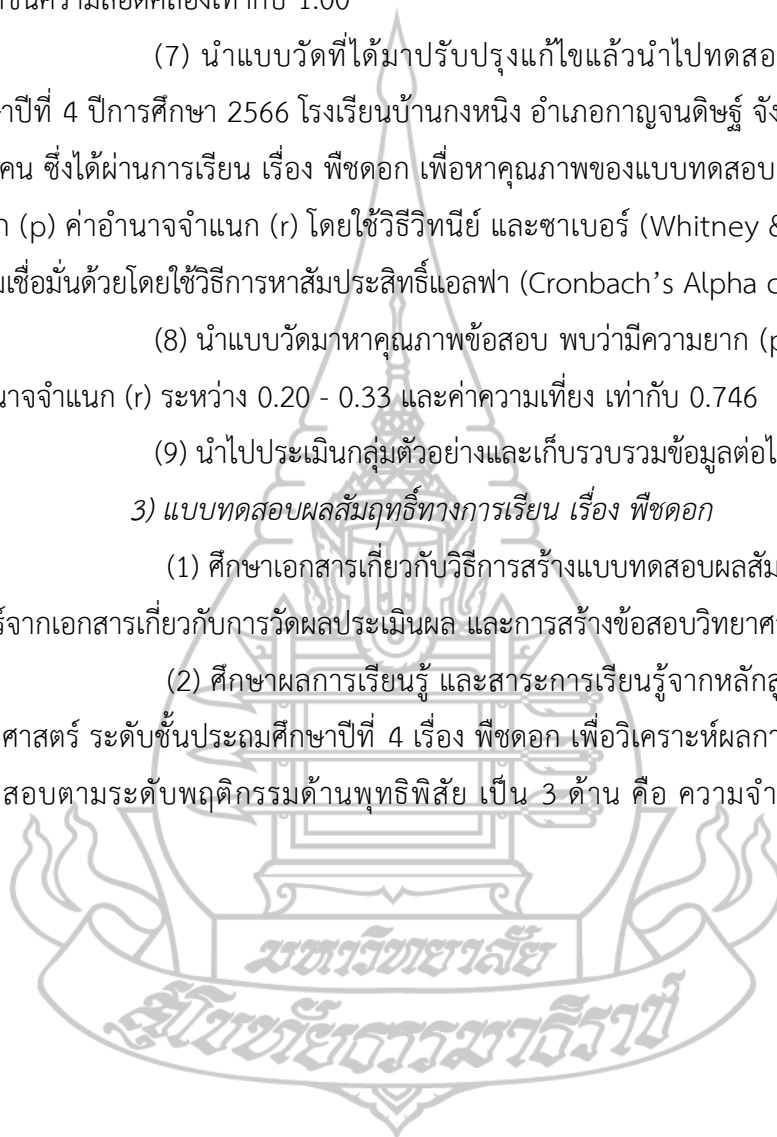 ความสอดคล้องเท่ากับ 1.00
(7) นำแบบวัดที่ได้มาปรับปรุงแก้ไขแล้วนำไปทดสอ
าปีที่ 4 ปีการศึกษา 2566 โรงเรียนบ้านกงหนิง อำเภอกาญจนดิษฐ์ จัง
คน ซึ่งได้ผ่านการเรียน เรื่อง พืชดอก เพื่อหาคุณภาพของแบบทดสอบ
(p) ค่าอำนาจจำแนก (r) โดยใช้วิธีวิทนีย์ และซาเบอร์ (Whitney &
มเชื่อมั่นด้วยโดยใช้วิธีการหาสัมประสิทธิ์แอลฟา (Cronbach's Alpha
(8) นำแบบวัดมาหาคุณภาพข้อสอบ พบว่ามีความยาก (p
นาจจำแนก (r) ระหว่าง 0.20 - 0.33 และค่าความเที่ยง เท่ากับ 0.746
(9) นำไปประเมินกลุ่มตัวอย่างและเก็บรวบรวมข้อมูลต่อไ
3) แบบทดสอบผลสัมฤทธิ์ทางการเรียน เรื่อง พืชดอก
(1) ศึกษาเอกสารเกี่ยวกับวิธีการสร้างแบบทดสอบผลสัม
ร์จากเอกสารเกี่ยวกับการวัดผลประเมินผล และการสร้างข้อสอบวิทยาศ
(2) ศึกษาผลการเรียนรู้ และสาระการเรียนรู้จากหลักสู
ศาสตร์ ระดับชั้นประถมศึกษาปีที่ 4 เรื่อง พืชดอก เพื่อวิเคราะห์ผลกา
สอบตามระดับพฤติกรรมด้านพุทธิพิสัย เป็น 3 ด้าน คือ ความจำ
มหาวิทยาลัย
สุโขทัยธรรมาธิราช